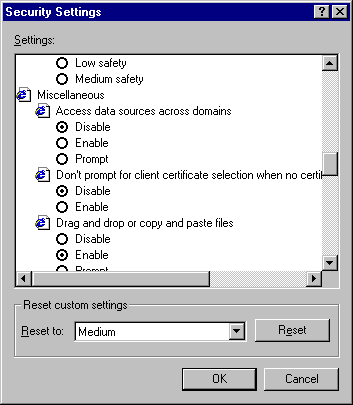 Security Settings
Settings:
Low safety
Medium safety
Miscellaneous
Access data sources across domains
Disable
Enable
Prompt
Don't prompt for client certificate selection when no certi
Disable
Enable
Drag and drop or copy and paste files
Disable
Enable
Prompt
Reset custom settings
Reset to: Medium Reset
OK Cancel